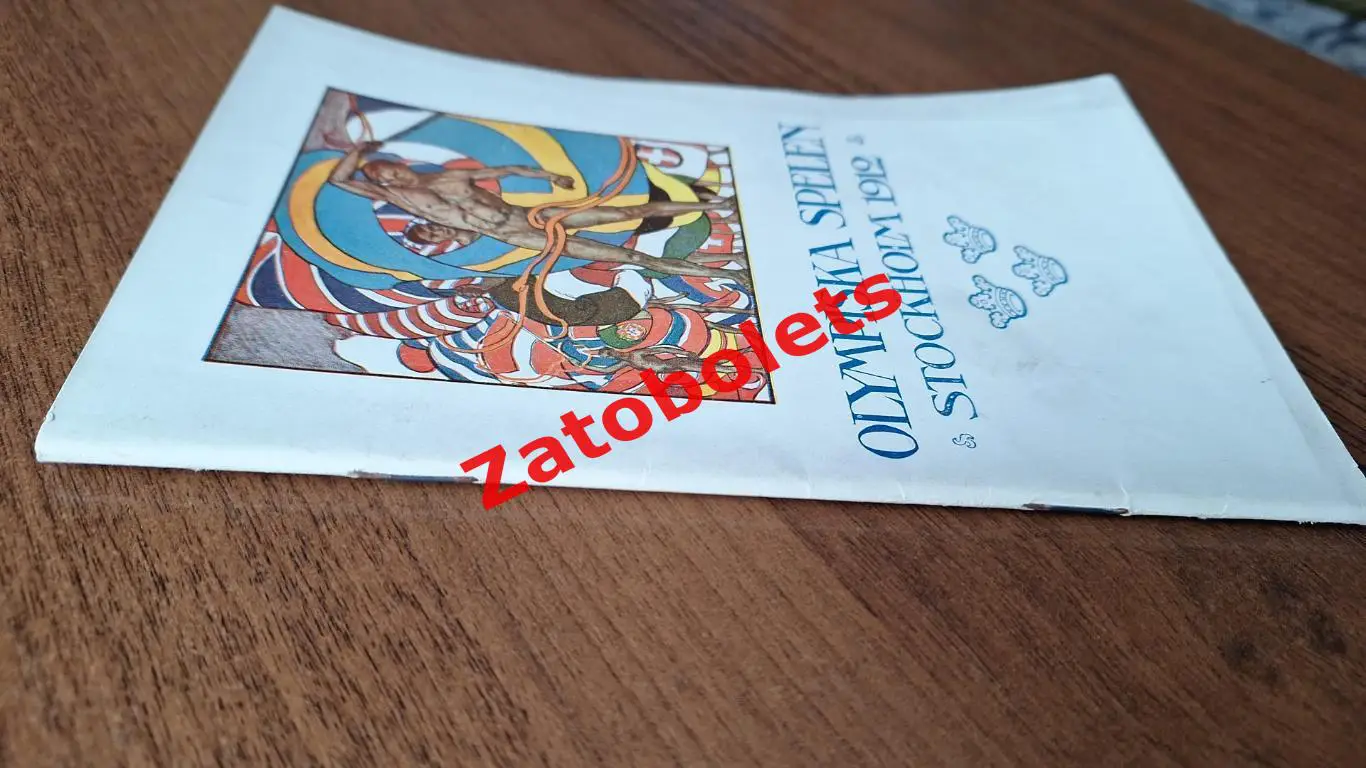 OLYMPISKA SPELEN
STOCKHOLM 1912
Zatobolets